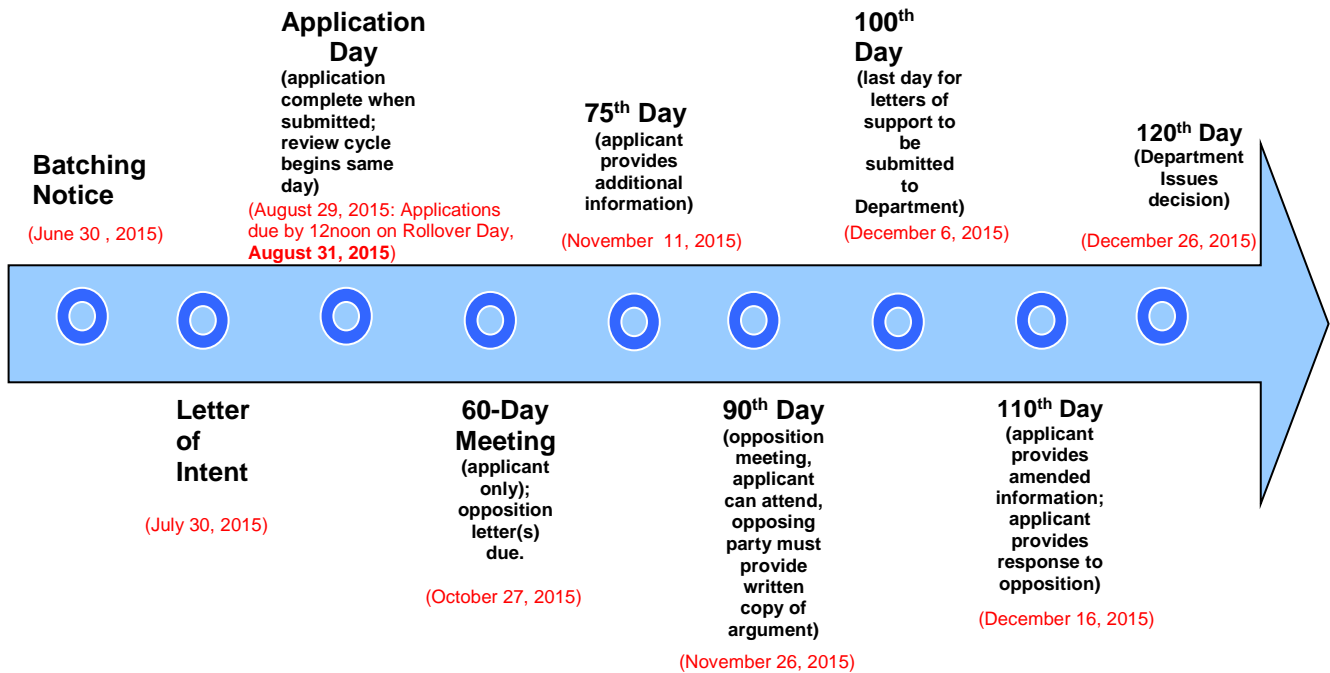 Batching
Notice
(June 30 , 2015)
Letter
of
Intent
(July 30, 2015)
Application
Day
(application
complete when
submitted;
review cycle
begins same
day)
(August 29, 2015: Applications
due by 12noon on Rollover Day,
August 31, 2015)
60-Day
Meeting
(applicant
only);
opposition
letter(s)
due.
(October 27, 2015)
75th Day
(applicant
provides
additional
information)
(November 11, 2015)
90th Day
(opposition
meeting,
applicant
can attend,
opposing
party must
provide
written
copy of
argument)
(November 26, 2015)
100th
Day
(last day for
letters of
support to
be
submitted
to
Department)
(December 6, 2015)
110th Day
(applicant
provides
amended
information;
applicant
provides
response to
opposition)
(December 16, 2015)
120th Day
(Department
Issues
decision)
(December 26, 2015)